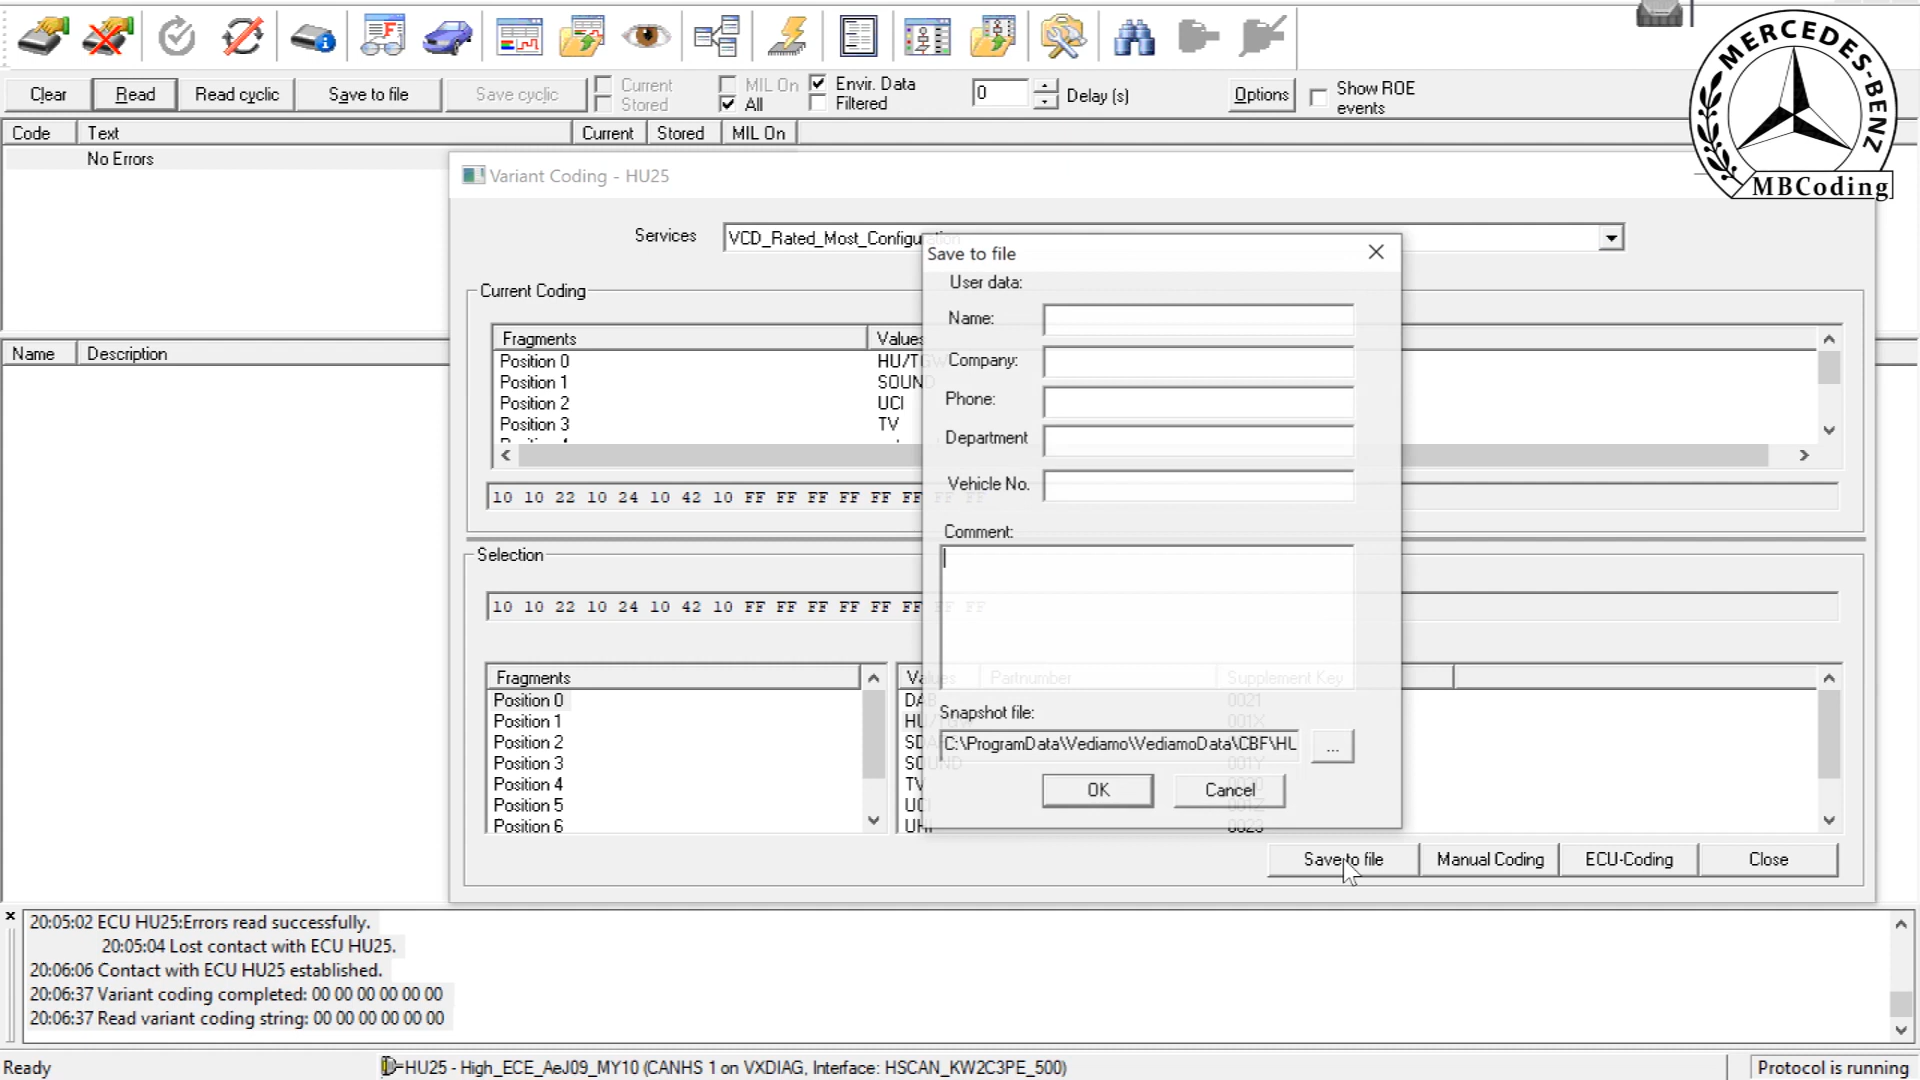 MERCEDES-BENZ
MBCoding
Clear
Read
Read cyclic
Save to file
Save cyclic
Current
Stored
MIL On
All
Envir. Data
Filtered
0
Delay (s)
Options
Show ROE
events
Code Text Current Stored MIL On
No Errors
Name Description
Variant Coding - HU25
Services VCD_Rated_Most_Configuration
Current Coding
Fragments Values
Position 0 HU/TGW
Position 1 SOUND
Position 2 UCI
Position 3 TV
10 10 22 10 24 10 42 10 FF FF FF FF FF FF FF FF
Selection
10 10 22 10 24 10 42 10 FF FF FF FF FF FF FF FF
Fragments
Position 0
Position 1
Position 2
Position 3
Position 4
Position 5
Position 6
Values Partnumber Supplement Key
DAB 0021
HU/TGW 001X
SOUND 001Y
TV
UCI 001Z
UHI 0023
Save to file
User data:
Name:
Company:
Phone:
Department
Vehicle No.
Comment:
Snapshot file:
C:\ProgramData\Vediamo\VediamoData\CBF\HU
...
OK
Cancel
Save to file
Manual Coding
ECU-Coding
Close
20:05:02 ECU HU25:Errors read successfully.
20:05:04 Lost contact with ECU HU25.
20:06:06 Contact with ECU HU25 established.
20:06:37 Variant coding completed: 00 00 00 00 00 00
20:06:37 Read variant coding string: 00 00 00 00 00 00
Ready
HU25 - High_ECE_AeJ09_MY10 (CANHS 1 on VXDIAG, Interface: HSCAN_KW2C3PE_500)
Protocol is running